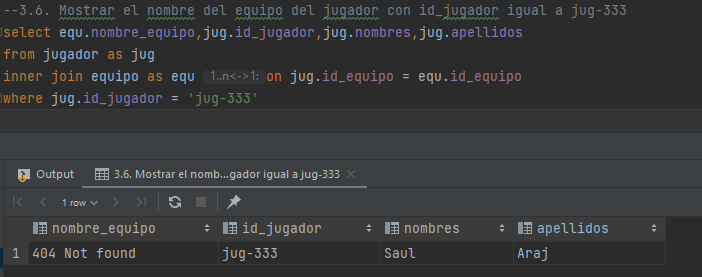 --3.6. Mostrar el nombre del equipo del jugador con id_jugador igual a jug-333
select equ.nombre_equipo,jug.id_jugador,jug.nombres,jug.apellidos
from jugador as jug
inner join equipo as equ 1..n<->1: on jug.id_equipo = equ.id_equipo
where jug.id_jugador = 'jug-333'
Output 3.6. Mostrar el nomb...gador igual a jug-333
1 row
nombre_equipo id_jugador nombres apellidos
1 404 Not found jug-333 Saul Araj